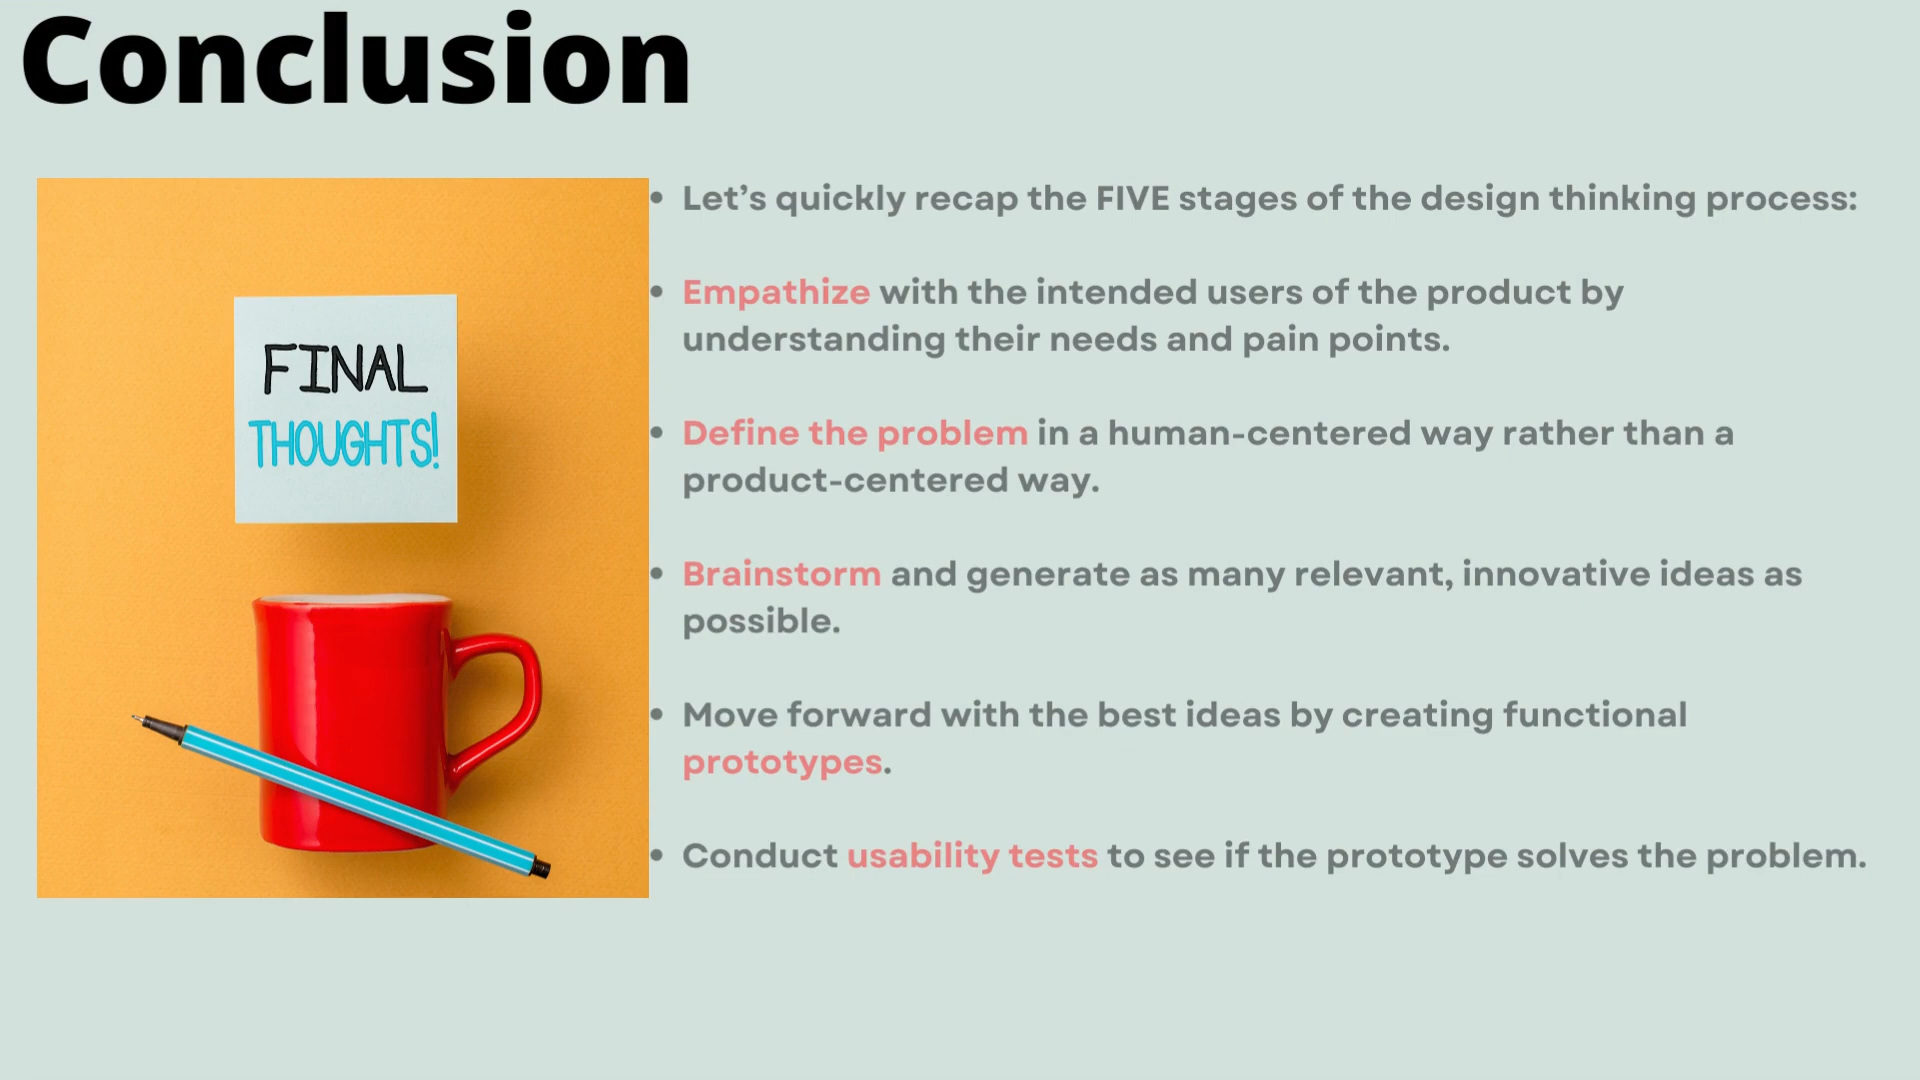 Conclusion
FINAL
THOUGHTS!
• Let’s quickly recap the FIVE stages of the design thinking process:
• Empathize with the intended users of the product by
understanding their needs and pain points.
• Define the problem in a human-centered way rather than a
product-centered way.
• Brainstorm and generate as many relevant, innovative ideas as
possible.
• Move forward with the best ideas by creating functional
prototypes.
• Conduct usability tests to see if the prototype solves the problem.